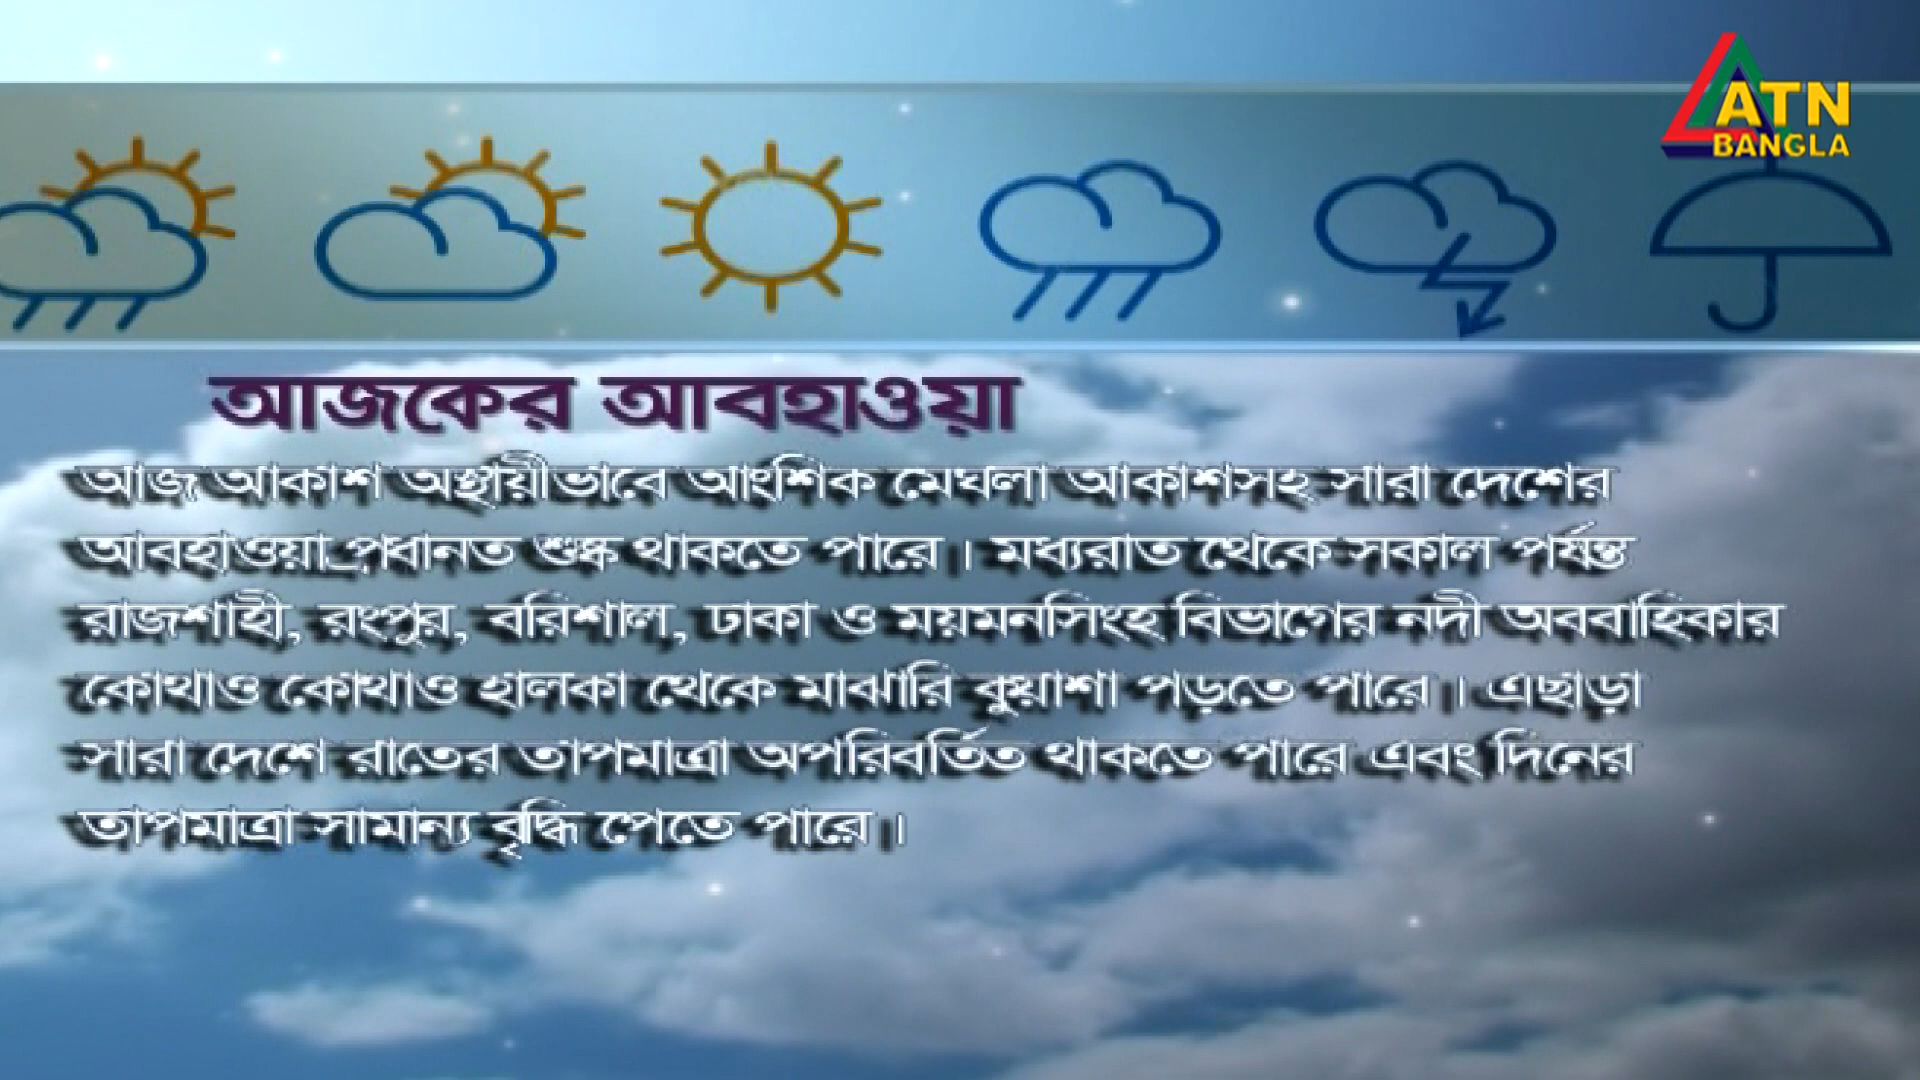 ATN
BANGLA
আজকের আবহাওয়া
আজ আকাশ অস্থায়ীভাবে আংশিক মেঘলা আকাশসহ সারা দেশের
আবহাওয়া প্রধানত শুষ্ক থাকতে পারে। মধ্যরাত থেকে সকাল পর্যন্ত
রাজশাহী, রংপুর, বরিশাল, ঢাকা ও ময়মনসিংহ বিভাগের নদী অববাহিকার
কোথাও কোথাও হালকা থেকে মাঝারি কুয়াশা পড়তে পারে। এছাড়া
সারা দেশে রাতের তাপমাত্রা অপরিবর্তিত থাকতে পারে এবং দিনের
তাপমাত্রা সামান্য বৃদ্ধি পেতে পারে।